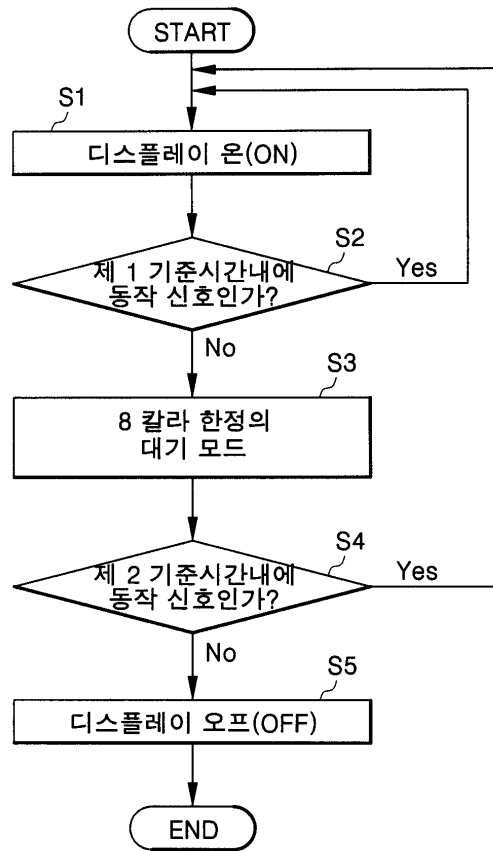 START
S1
디스플레이 온(ON)
S2
제 1 기준시간내에
동작 신호인가?
Yes
No
S3
8 칼라 한정의
대기 모드
S4
제 2 기준시간내에
동작 신호인가?
Yes
No
S5
디스플레이 오프(OFF)
END